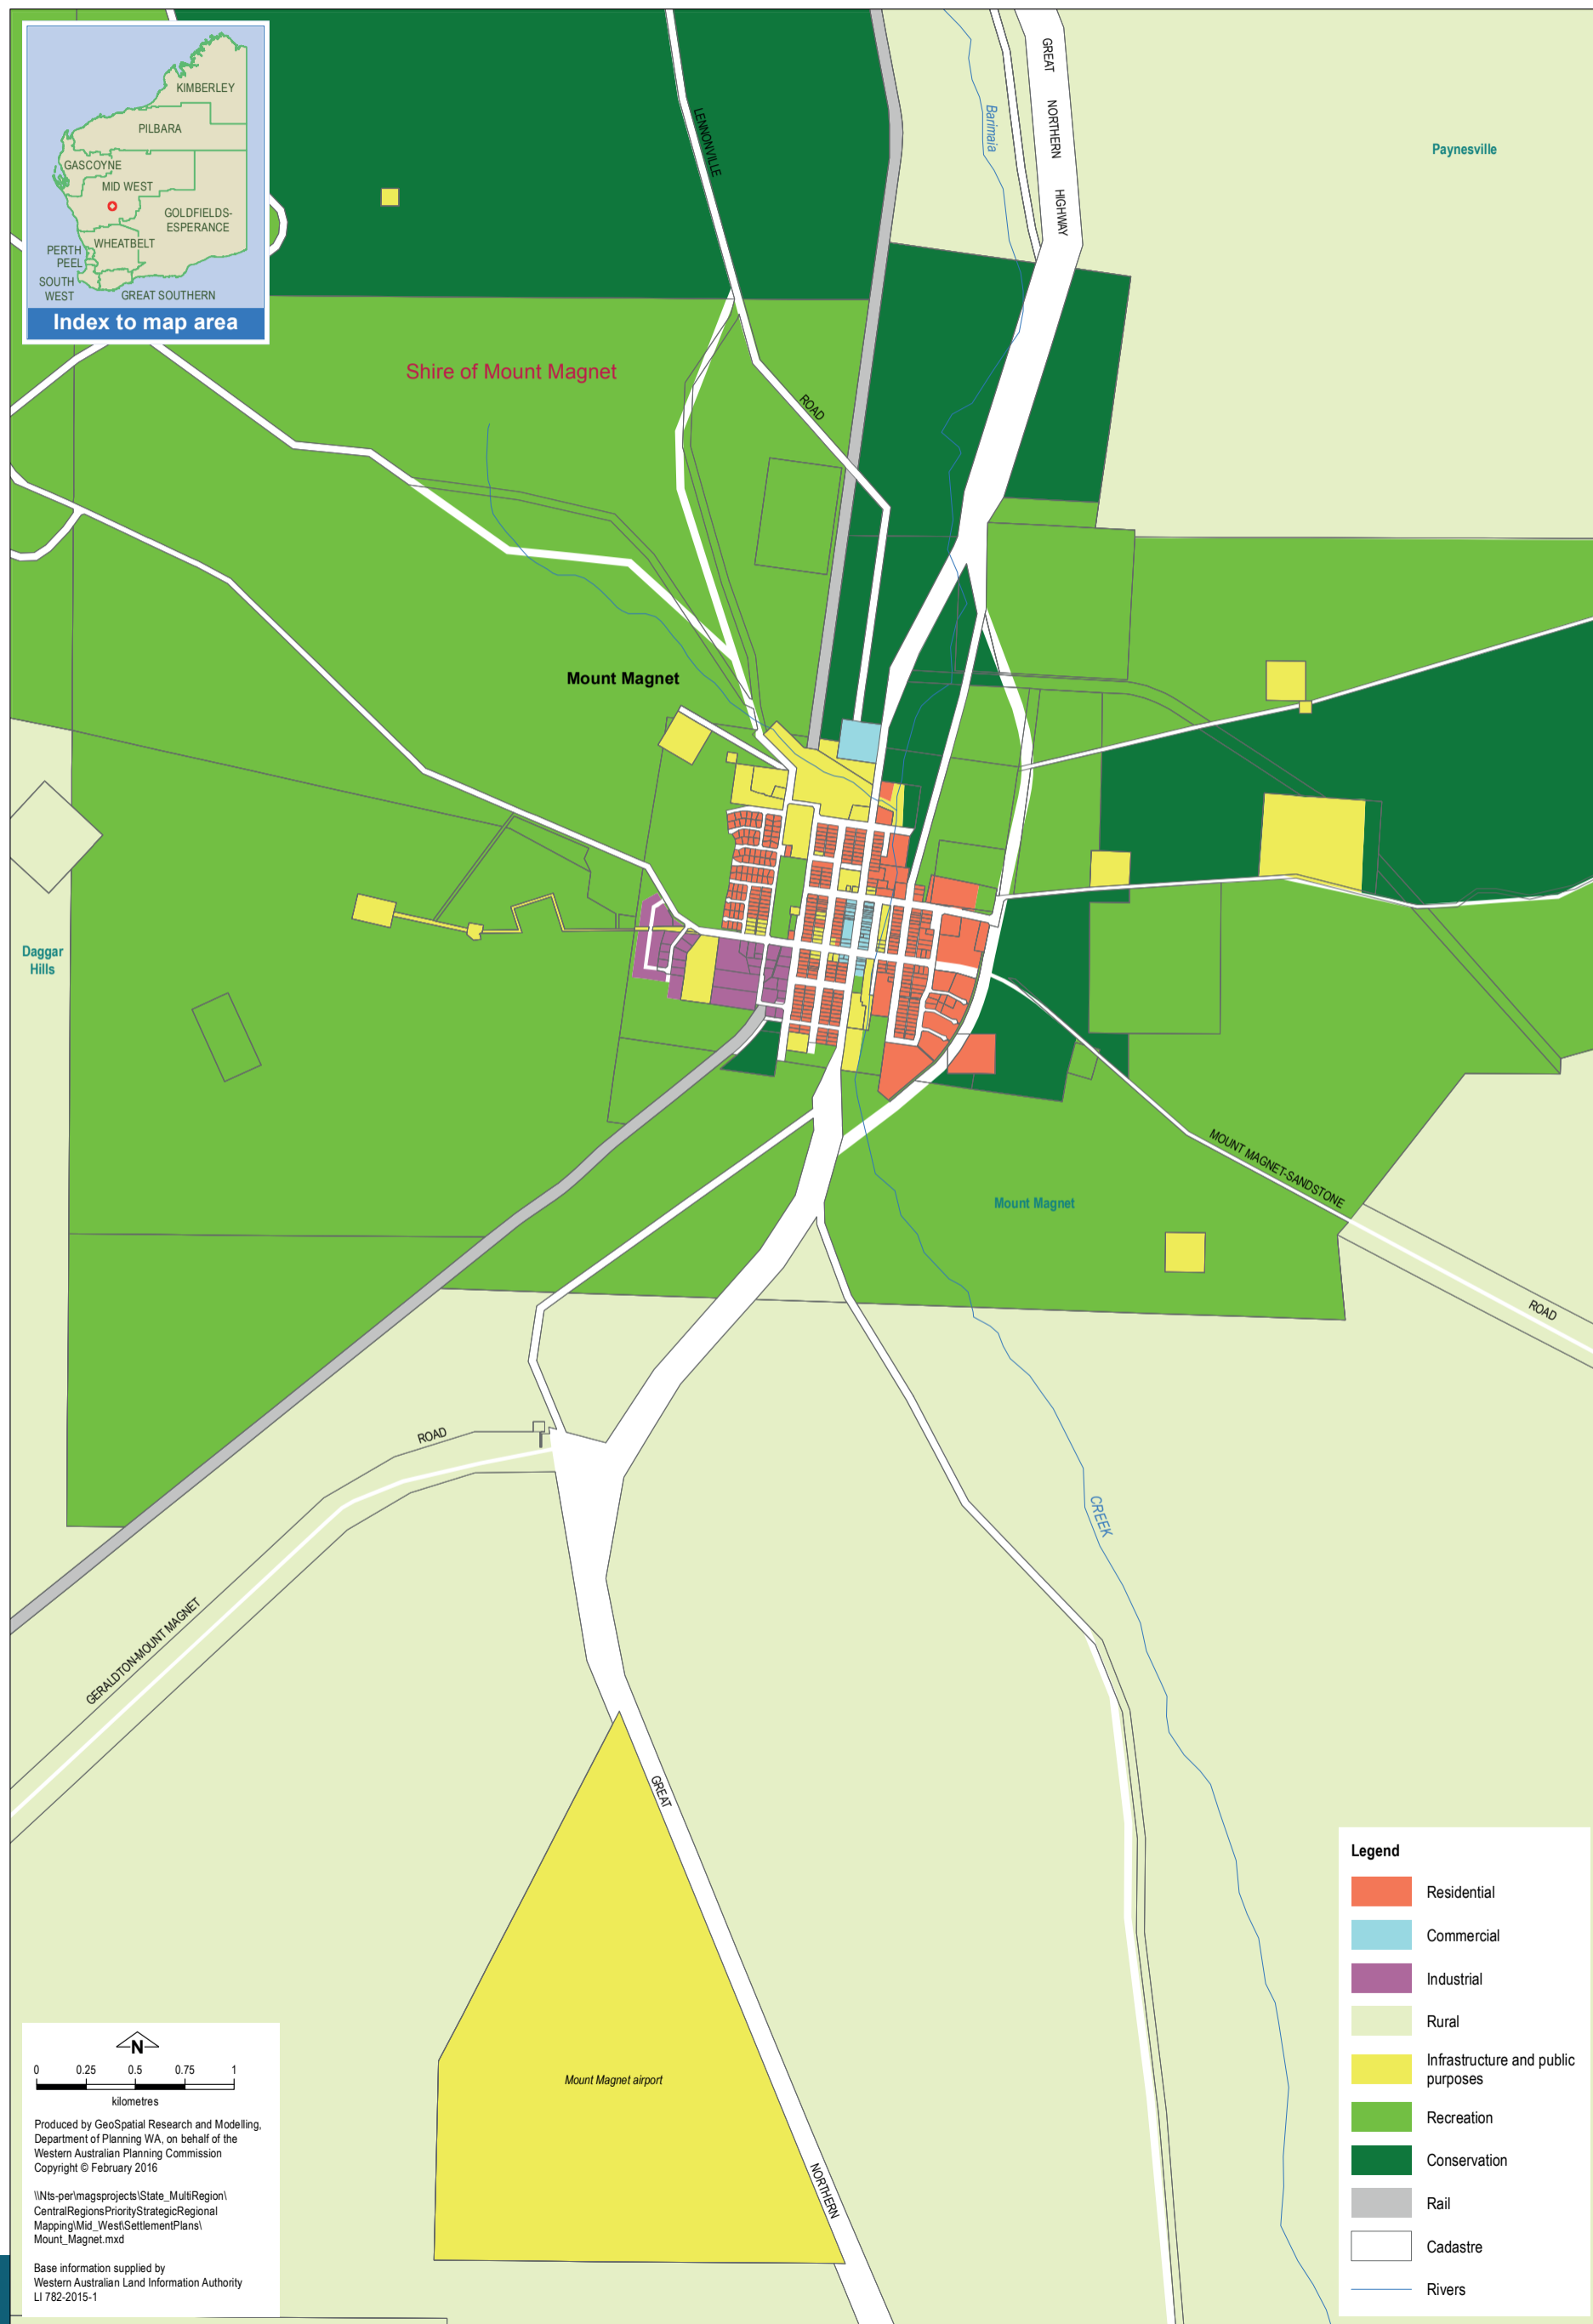 KIMBERLEY
PILBARA
GASCOYNE
MID WEST
GOLDFIELDS-
ESPERANCE
WHEATBELT
PERTH
PEEL
SOUTH
WEST
GREAT SOUTHERN
Index to map area
GREAT
NORTHERN
HIGHWAY
Barimaia
LENNONVILLE
Paynesville
Shire of Mount Magnet
ROAD
Mount Magnet
Daggar
Hills
MOUNT MAGNET-SANDSTONE
Mount Magnet
ROAD
ROAD
CREEK
GERALDTON-MOUNT MAGNET
GREAT
Mount Magnet airport
NORTHERN
Legend
Residential
Commercial
Industrial
Rural
Infrastructure and public
purposes
Recreation
Conservation
Rail
Cadastre
Rivers
N
0 0.25 0.5 0.75 1
kilometres
Produced by GeoSpatial Research and Modelling,
Department of Planning WA, on behalf of the
Western Australian Planning Commission
Copyright © February 2016
\\Nts-per\magsprojects\State_MultiRegion\
CentralRegionsPriorityStrategicRegional
Mapping\Mid_West\SettlementPlans\
Mount_Magnet.mxd
Base information supplied by
Western Australian Land Information Authority
LI 782-2015-1